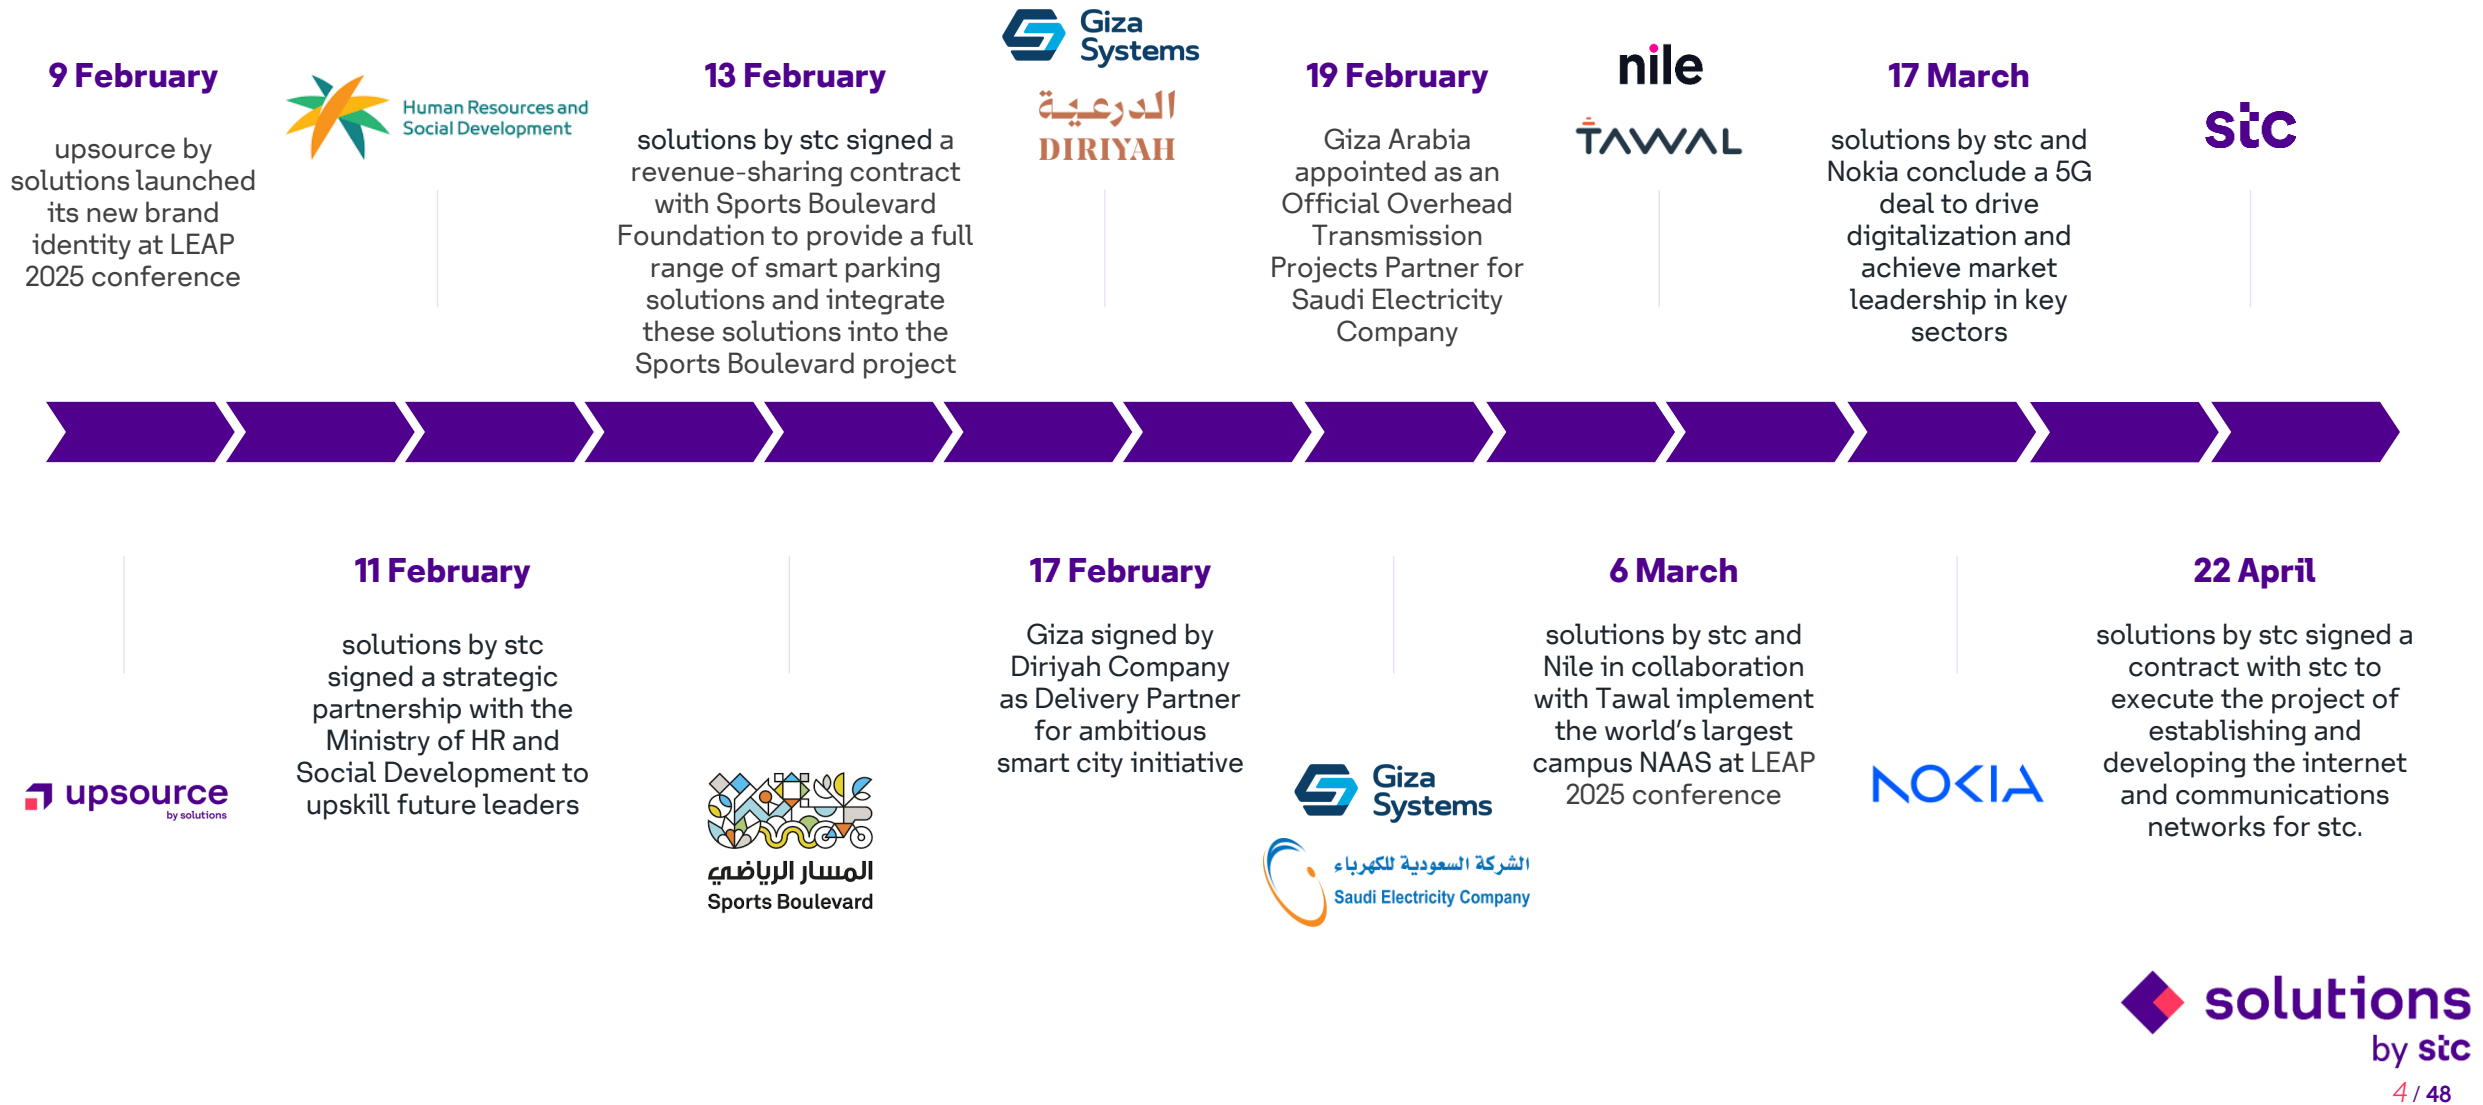 9 February
upsource by
solutions launched
its new brand
identity at LEAP
2025 conference
Human Resources and
Social Development
13 February
solutions by stc signed a
revenue-sharing contract
with Sports Boulevard
Foundation to provide a full
range of smart parking
solutions and integrate
these solutions into the
Sports Boulevard project
Giza
Systems
الدرعية
DIRIYAH
19 February
Giza Arabia
appointed as an
Official Overhead
Transmission
Projects Partner for
Saudi Electricity
Company
nile
TAWAL
17 March
solutions by stc and
Nokia conclude a 5G
deal to drive
digitalization and
achieve market
leadership in key
sectors
stc
upsource
by solutions
11 February
solutions by stc
signed a strategic
partnership with the
Ministry of HR and
Social Development to
upskill future leaders
المسار الرياضي
Sports Boulevard
17 February
Giza signed by
Diriyah Company
as Delivery Partner
for ambitious
smart city initiative
Giza
Systems
الشركة السعودية للكهرباء
Saudi Electricity Company
6 March
solutions by stc and
Nile in collaboration
with Tawal implement
the world's largest
campus NAAS at LEAP
2025 conference
NOKIA
22 April
solutions by stc signed a
contract with stc to
execute the project of
establishing and
developing the internet
and communications
networks for stc.
solutions
by stc
4 / 48